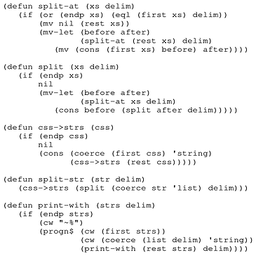 (defun split-at (xs delim)
(if (or (endp xs) (eql (first xs) delim))
(mv nil (rest xs))
(mv-let (before after)
(split-at (rest xs) delim)
(mv (cons (first xs) before) after))))
(defun split (xs delim)
(if (endp xs)
nil
(mv-let (before after)
(split-at xs delim)
(cons before (split after delim)))))
(defun css->strs (css)
(if (endp css)
nil
(cons (coerce (first css) 'string)
(css->strs (rest css)))))
(defun split-str (str delim)
(css->strs (split (coerce str 'list) delim)))
(defun print-with (strs delim)
(if (endp strs)
(cw "~%")
(progn$ (cw (first strs))
(cw (coerce (list delim) 'string))
(print-with (rest strs) delim))))